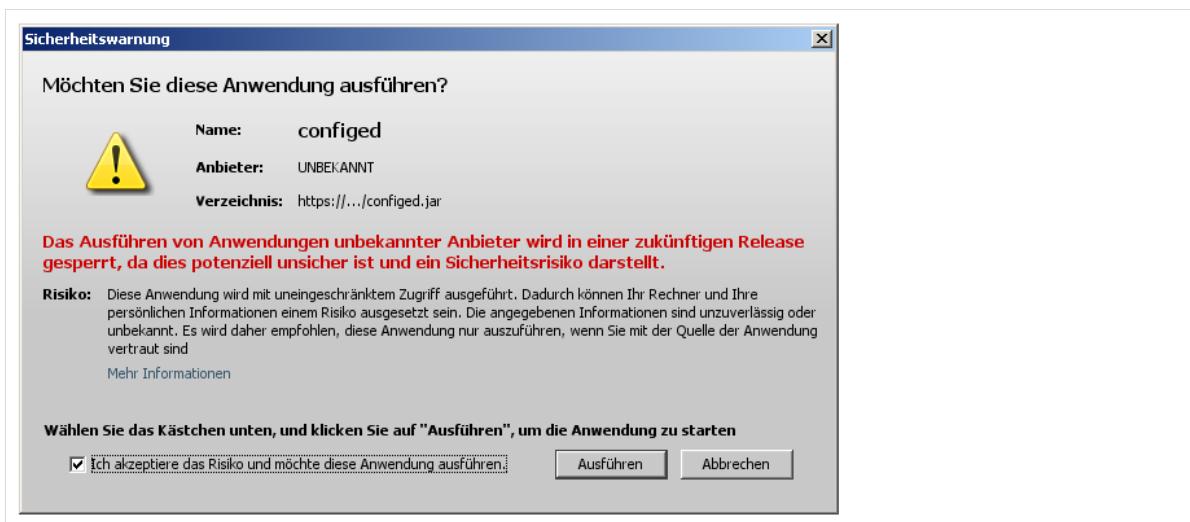 Sicherheitswarnung
Möchten Sie diese Anwendung ausführen?
Name: configed
Anbieter: UNBEKANNT
Verzeichnis: https://.../configed.jar
Das Ausführen von Anwendungen unbekannter Anbieter wird in einer zukünftigen Release
gesperrt, da dies potenziell unsicher ist und ein Sicherheitsrisiko darstellt.
Risiko: Diese Anwendung wird mit uneingeschränktem Zugriff ausgeführt. Dadurch können Ihr Rechner und Ihre
persönlichen Informationen einem Risiko ausgesetzt sein. Die angegebenen Informationen sind unzuverlässig oder
unbekannt. Es wird daher empfohlen, diese Anwendung nur auszuführen, wenn Sie mit der Quelle der Anwendung
vertraut sind
Mehr Informationen
Wählen Sie das Kästchen unten, und klicken Sie auf "Ausführen", um die Anwendung zu starten
Ich akzeptiere das Risiko und möchte diese Anwendung ausführen. Ausführen Abbrechen